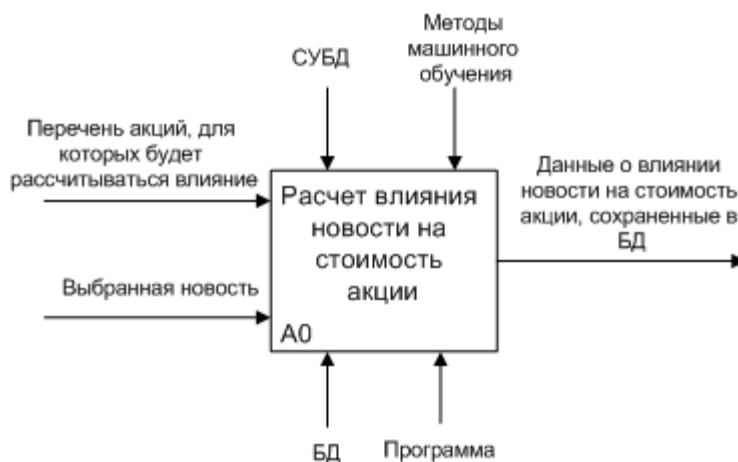 Методы
машинного
обучения
СУБД
Перечень акций, для
которых будет
рассчитываться влияние
Данные о влиянии
новости на стоимость
акции, сохраненные в
БД
Расчет влияния
новости на
стоимость
акции
Выбранная новость
A0
БД
Программа